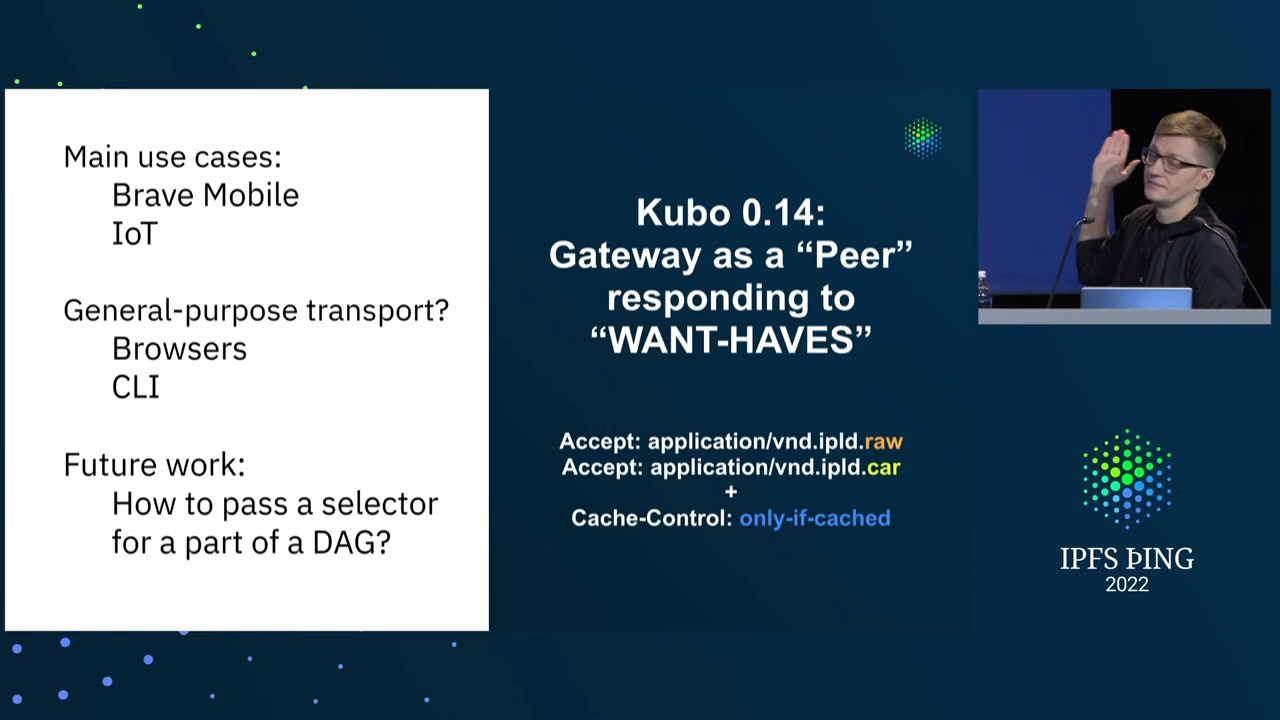 Main use cases:
Brave Mobile
IoT
General-purpose transport?
Browsers
CLI
Future work:
How to pass a selector
for a part of a DAG?
Kubo 0.14:
Gateway as a “Peer”
responding to
“WANT-HAVES”
Accept: application/vnd.ipld.raw
Accept: application/vnd.ipld.car
+
Cache-Control: only-if-cached
IPFS ÞING
2022